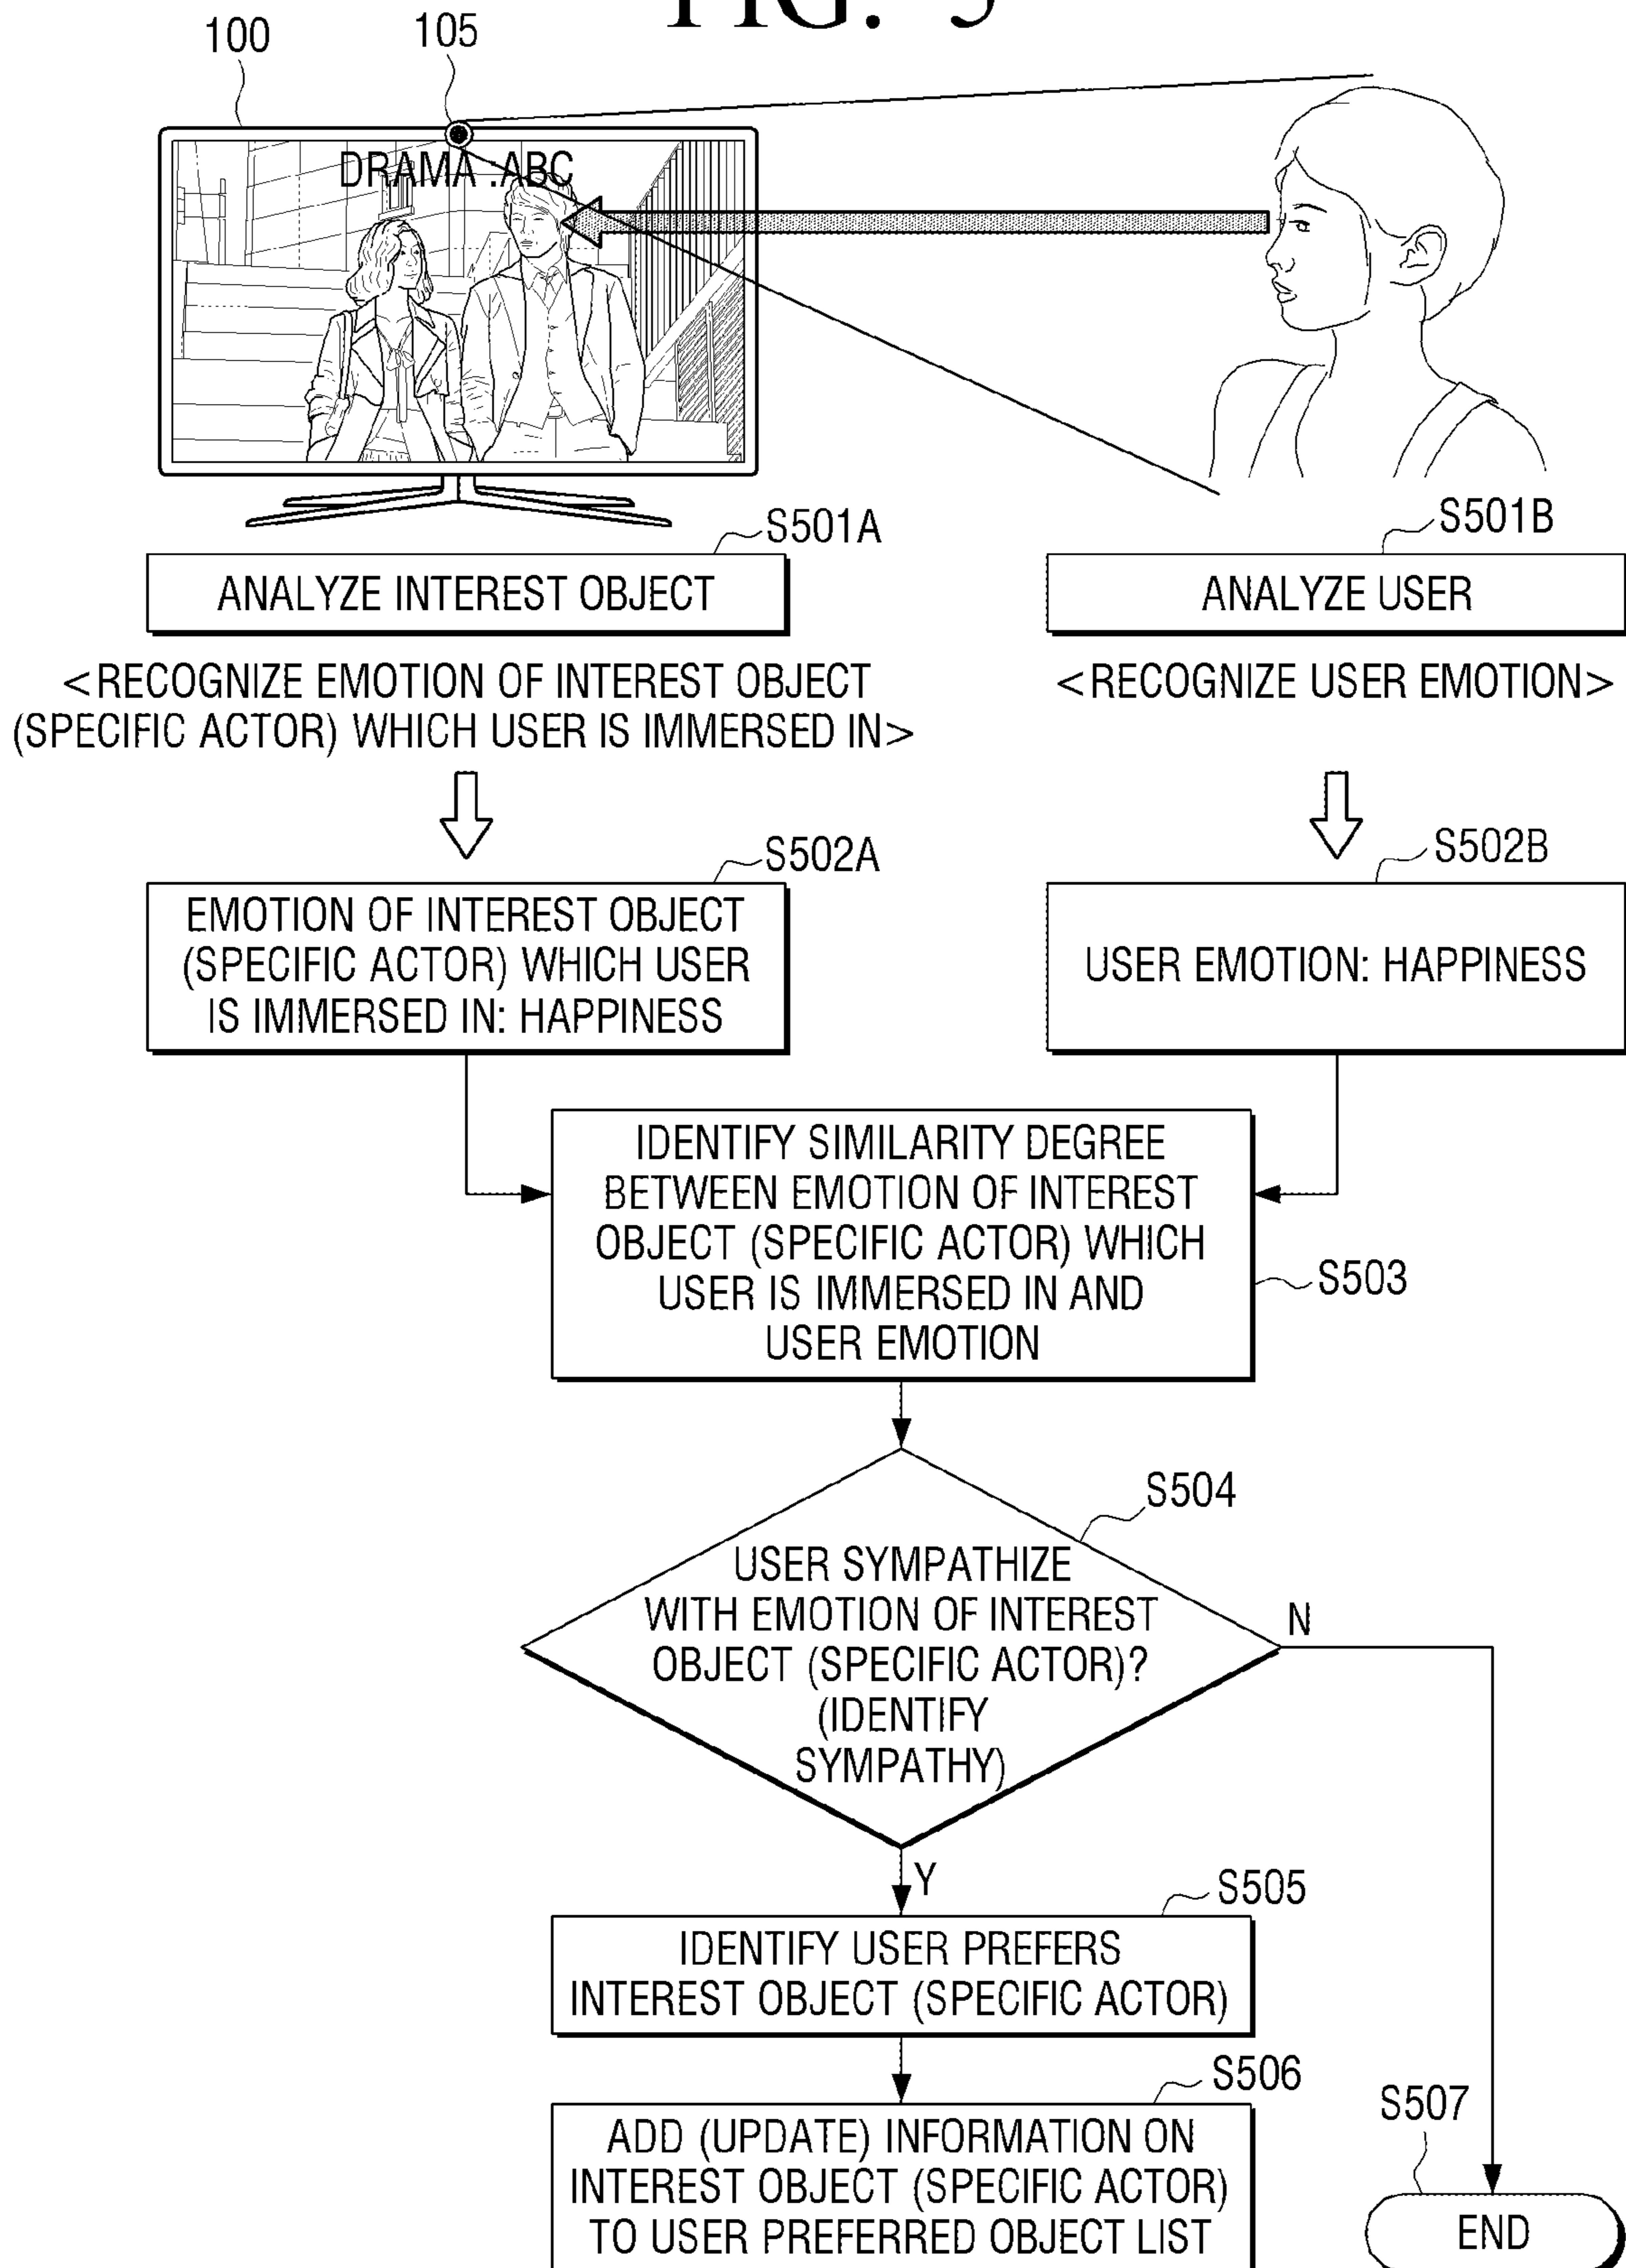 FIG. 5
100
105
DRAMA :ABC
S501A
ANALYZE INTEREST OBJECT
<RECOGNIZE EMOTION OF INTEREST OBJECT
(SPECIFIC ACTOR) WHICH USER IS IMMERSED IN>
S501B
ANALYZE USER
<RECOGNIZE USER EMOTION>
S502A
EMOTION OF INTEREST OBJECT
(SPECIFIC ACTOR) WHICH USER
IS IMMERSED IN: HAPPINESS
S502B
USER EMOTION: HAPPINESS
IDENTIFY SIMILARITY DEGREE
BETWEEN EMOTION OF INTEREST
OBJECT (SPECIFIC ACTOR) WHICH
USER IS IMMERSED IN AND
USER EMOTION
S503
S504
USER SYMPATHIZE
WITH EMOTION OF INTEREST
OBJECT (SPECIFIC ACTOR)?
(IDENTIFY
SYMPATHY)
N
Y
S505
IDENTIFY USER PREFERS
INTEREST OBJECT (SPECIFIC ACTOR)
S506
ADD (UPDATE) INFORMATION ON
INTEREST OBJECT (SPECIFIC ACTOR)
TO USER PREFERRED OBJECT LIST
S507
END